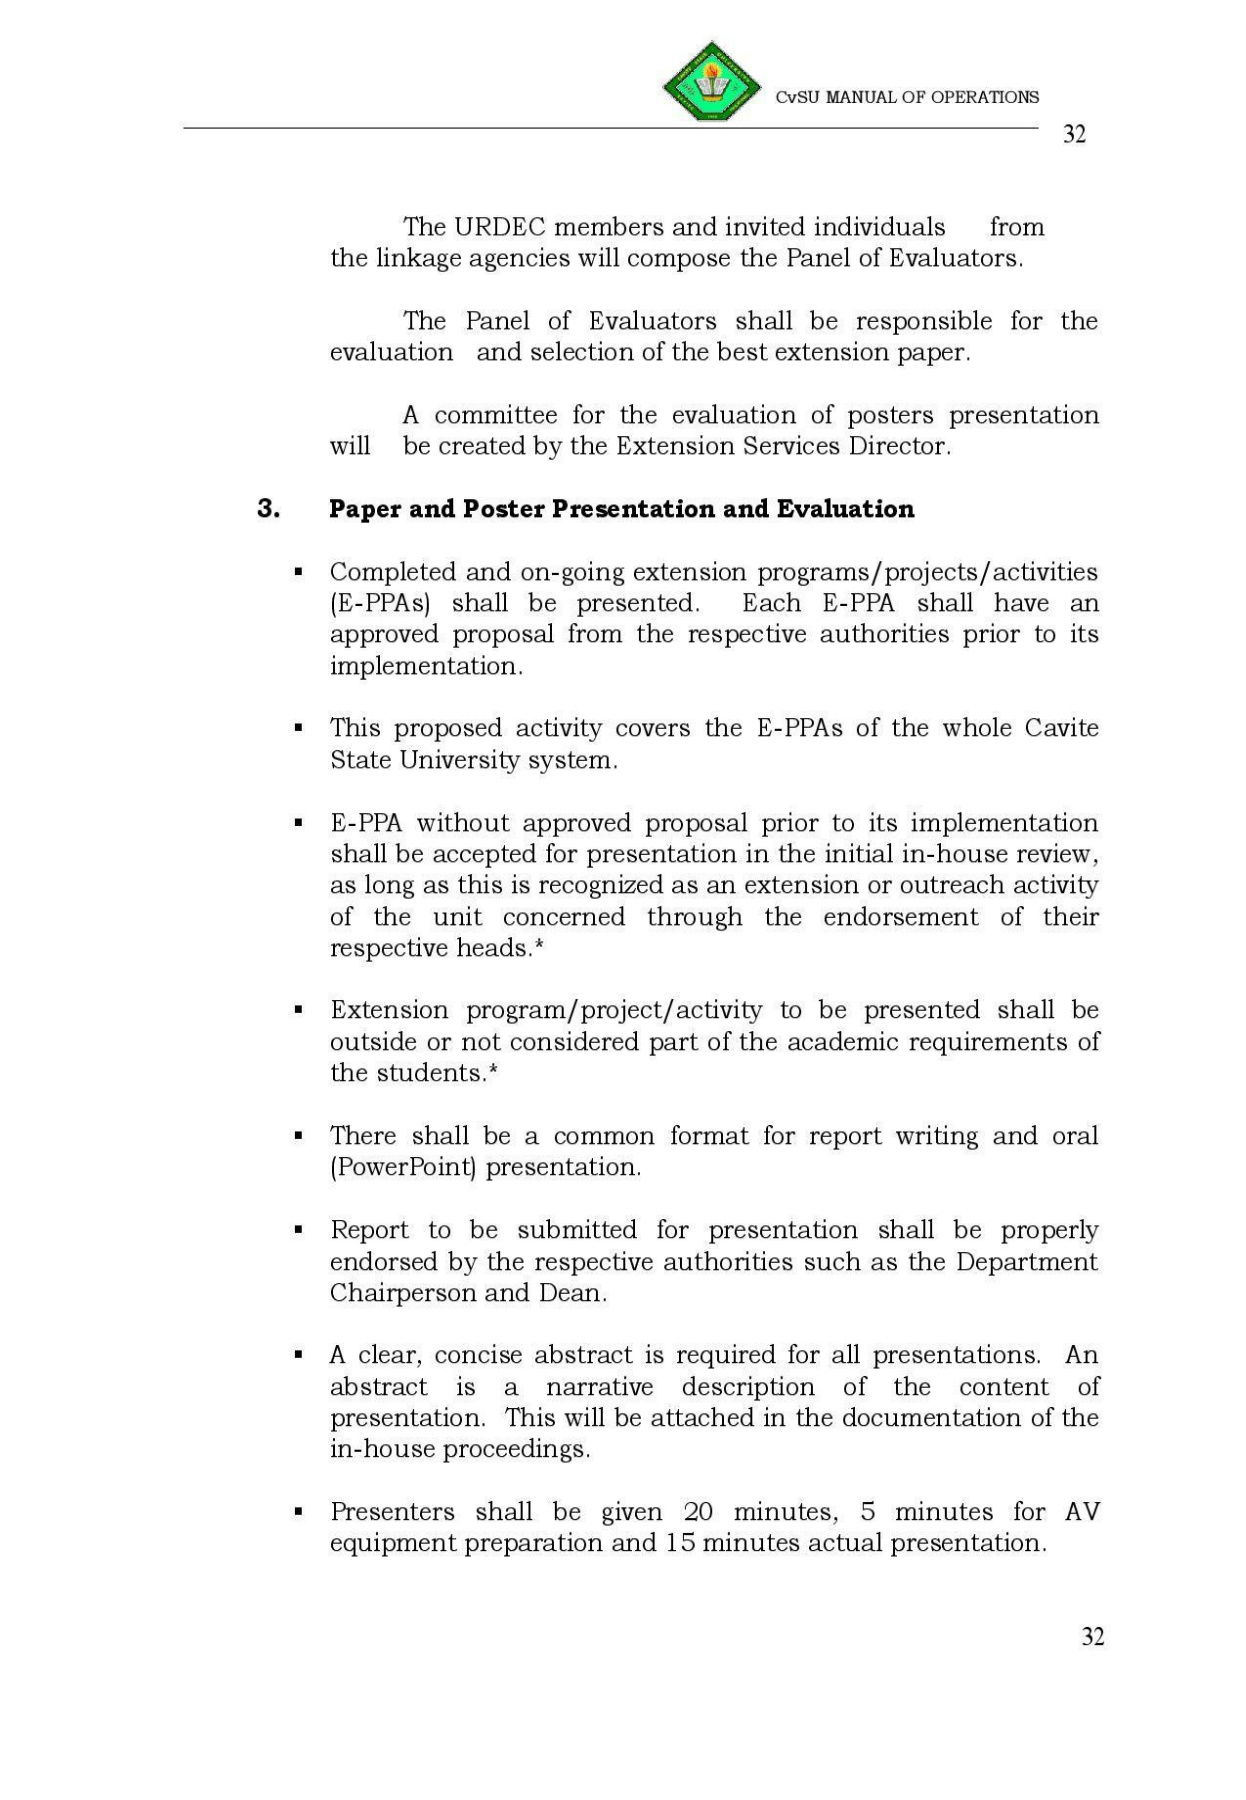 CvSU MANUAL OF OPERATIONS
32
The URDEC members and invited individuals from
the linkage agencies will compose the Panel of Evaluators.
The Panel of Evaluators shall be responsible for the
evaluation and selection of the best extension paper.
A committee for the evaluation of posters presentation
will be created by the Extension Services Director.
3. Paper and Poster Presentation and Evaluation
▪ Completed and on-going extension programs/projects/activities
(E-PPAs) shall be presented. Each E-PPA shall have an
approved proposal from the respective authorities prior to its
implementation.
▪ This proposed activity covers the E-PPAs of the whole Cavite
State University system.
▪ E-PPA without approved proposal prior to its implementation
shall be accepted for presentation in the initial in-house review,
as long as this is recognized as an extension or outreach activity
of the unit concerned through the endorsement of their
respective heads.*
▪ Extension program/project/activity to be presented shall be
outside or not considered part of the academic requirements of
the students.*
▪ There shall be a common format for report writing and oral
(PowerPoint) presentation.
▪ Report to be submitted for presentation shall be properly
endorsed by the respective authorities such as the Department
Chairperson and Dean.
▪ A clear, concise abstract is required for all presentations. An
abstract is a narrative description of the content of
presentation. This will be attached in the documentation of the
in-house proceedings.
▪ Presenters shall be given 20 minutes, 5 minutes for AV
equipment preparation and 15 minutes actual presentation.
32